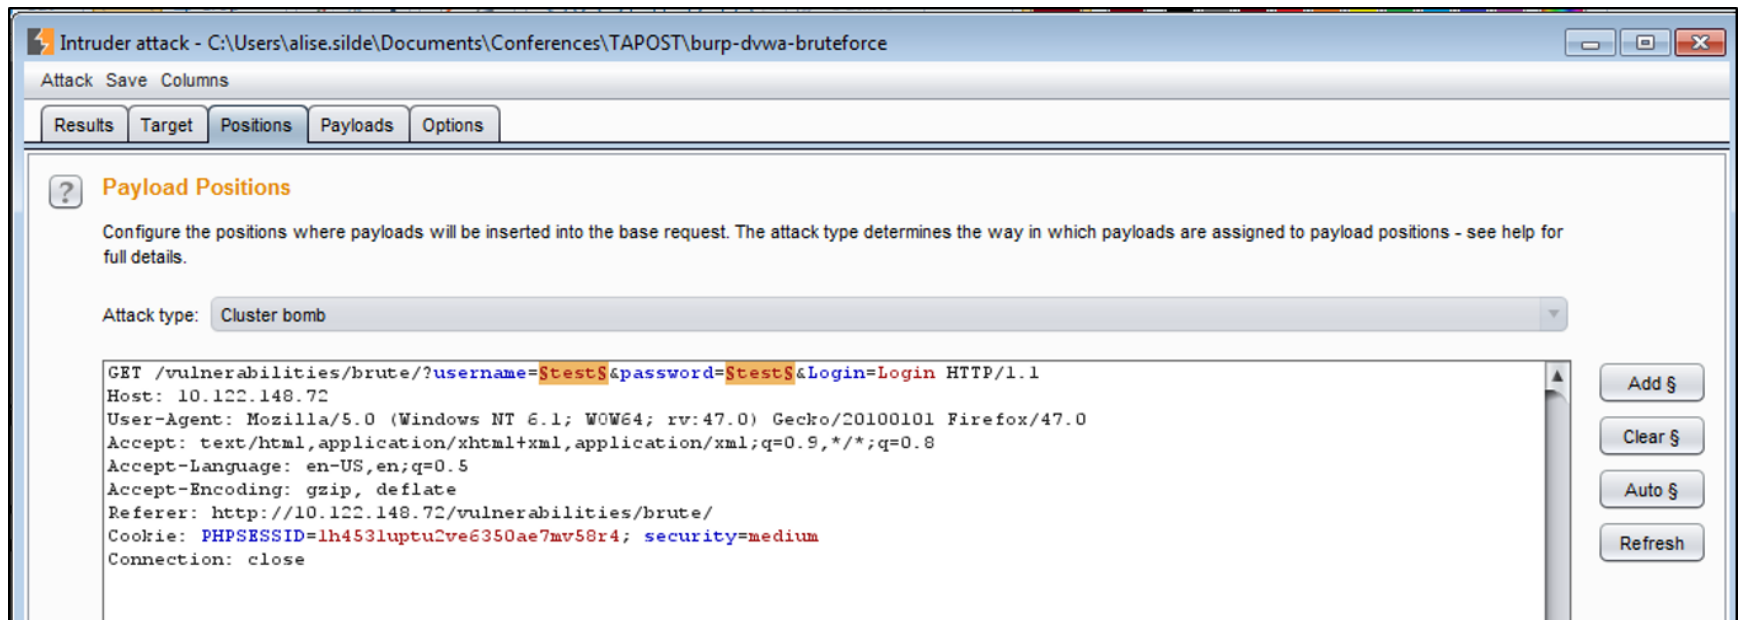 Intruder attack - C:\Users\alise.silde\Documents\Conferences\TAPOST\burp-dvwa-bruteforce
Attack Save Columns
Results Target Positions Payloads Options
? Payload Positions
Configure the positions where payloads will be inserted into the base request. The attack type determines the way in which payloads are assigned to payload positions - see help for
full details.
Attack type: Cluster bomb
GET /vulnerabilities/brute/?username=§test§&password=§test§&Login=Login HTTP/1.1
Host: 10.122.148.72
User-Agent: Mozilla/5.0 (Windows NT 6.1; WOW64; rv:47.0) Gecko/20100101 Firefox/47.0
Accept: text/html,application/xhtml+xml,application/xml;q=0.9,*/*;q=0.8
Accept-Language: en-US,en;q=0.5
Accept-Encoding: gzip, deflate
Referer: http://10.122.148.72/vulnerabilities/brute/
Cookie: PHPSESSID=1h453luptu2ve6350ae7mv58r4; security=medium
Connection: close
Add §
Clear §
Auto §
Refresh